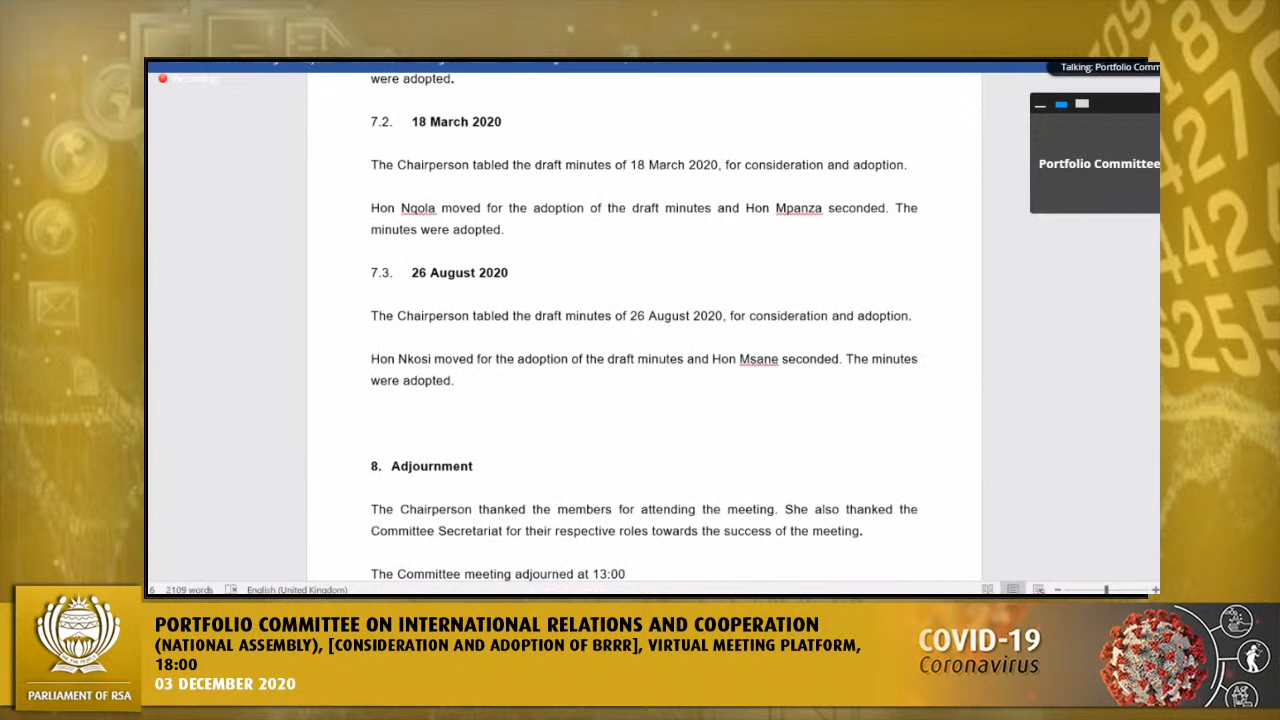 Recording
Talking: Portfolio Comm
were adopted.
7.2. 18 March 2020
Portfolio Committee
The Chairperson tabled the draft minutes of 18 March 2020, for consideration and adoption.
Hon Nqola moved for the adoption of the draft minutes and Hon Mpanza seconded. The
minutes were adopted.
7.3. 26 August 2020
The Chairperson tabled the draft minutes of 26 August 2020, for consideration and adoption.
Hon Nkosi moved for the adoption of the draft minutes and Hon Msane seconded. The minutes
were adopted.
8. Adjournment
The Chairperson thanked the members for attending the meeting. She also thanked the
Committee Secretariat for their respective roles towards the success of the meeting.
The Committee meeting adjourned at 13:00
6 2109 words English (United Kingdom)
PORTFOLIO COMMITTEE ON INTERNATIONAL RELATIONS AND COOPERATION
(NATIONAL ASSEMBLY), [CONSIDERATION AND ADOPTION OF BRRR], VIRTUAL MEETING PLATFORM,
18:00
03 DECEMBER 2020
PARLIAMENT OF RSA
COVID-19
Coronavirus